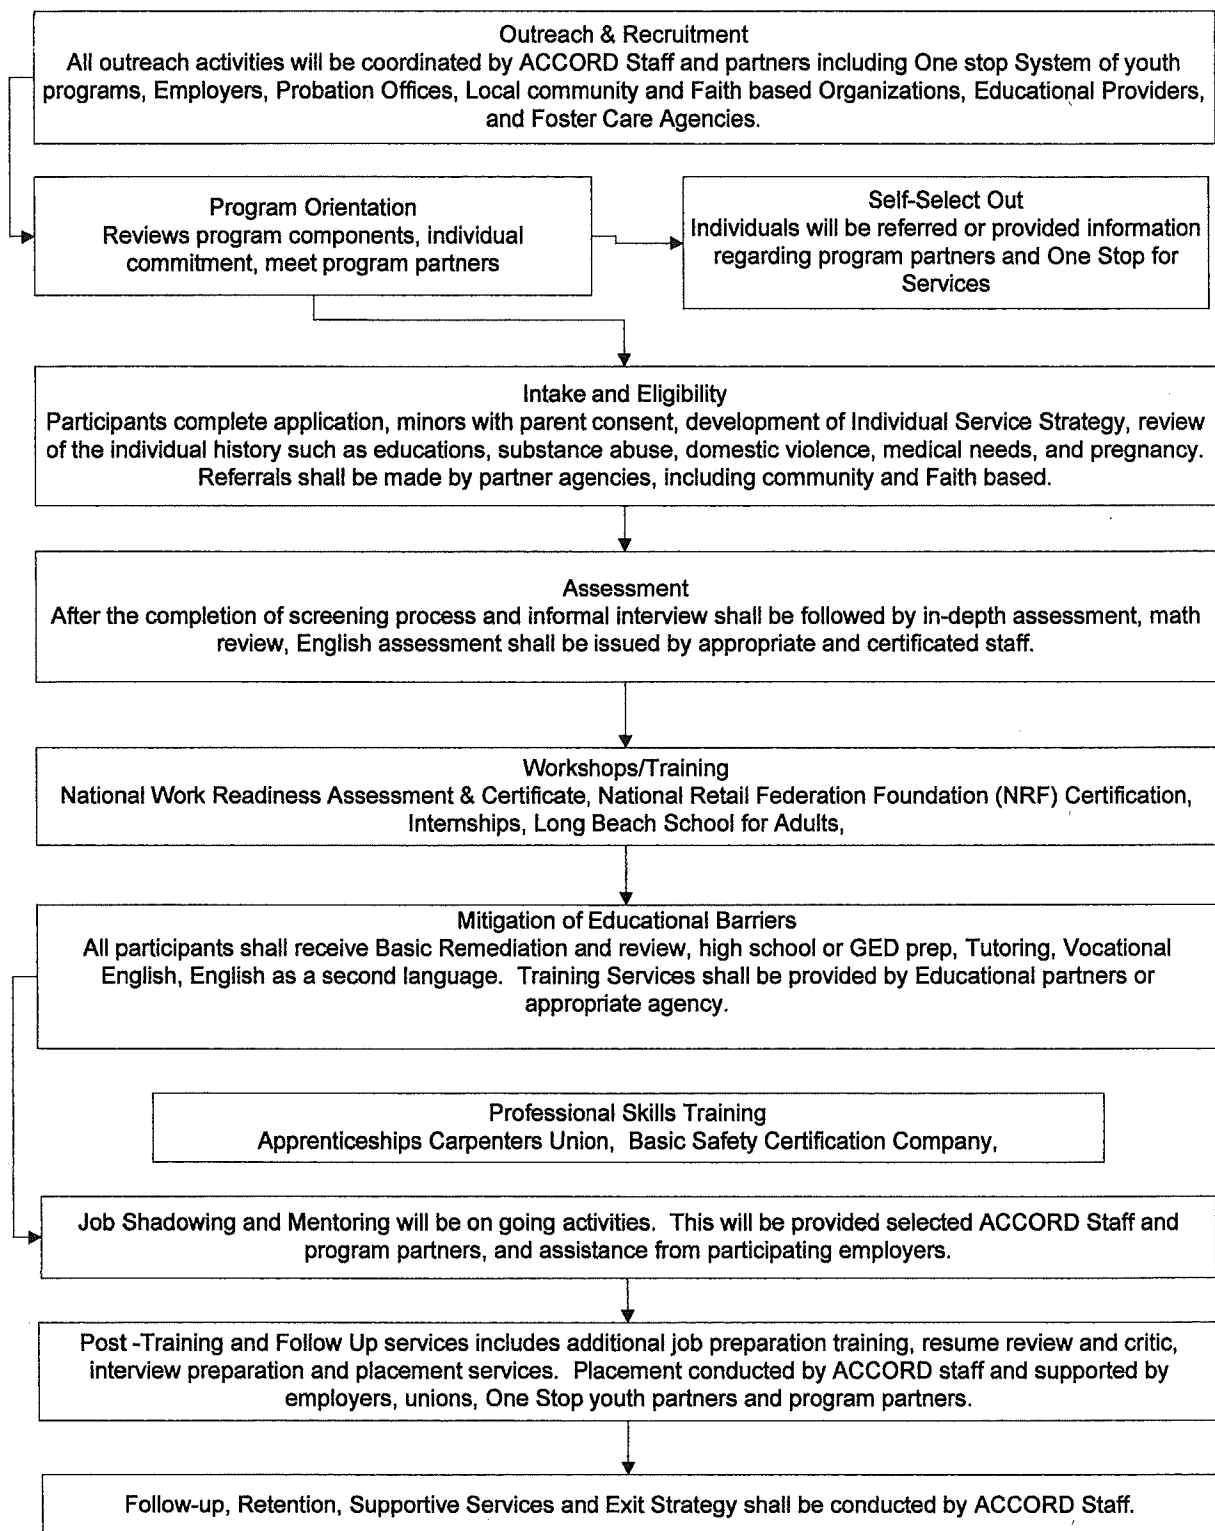 Outreach & Recruitment
All outreach activities will be coordinated by ACCORD Staff and partners including One stop System of youth
programs, Employers, Probation Offices, Local community and Faith based Organizations, Educational Providers,
and Foster Care Agencies.
Program Orientation
Reviews program components, individual
commitment, meet program partners
Self-Select Out
Individuals will be referred or provided information
regarding program partners and One Stop for
Services
Intake and Eligibility
Participants complete application, minors with parent consent, development of Individual Service Strategy, review
of the individual history such as educations, substance abuse, domestic violence, medical needs, and pregnancy.
Referrals shall be made by partner agencies, including community and Faith based.
Assessment
After the completion of screening process and informal interview shall be followed by in-depth assessment, math
review, English assessment shall be issued by appropriate and certificated staff.
Workshops/Training
National Work Readiness Assessment & Certificate, National Retail Federation Foundation (NRF) Certification,
Internships, Long Beach School for Adults,
Mitigation of Educational Barriers
All participants shall receive Basic Remediation and review, high school or GED prep, Tutoring, Vocational
English, English as a second language. Training Services shall be provided by Educational partners or
appropriate agency.
Professional Skills Training
Apprenticeships Carpenters Union, Basic Safety Certification Company,
Job Shadowing and Mentoring will be on going activities. This will be provided selected ACCORD Staff and
program partners, and assistance from participating employers.
Post -Training and Follow Up services includes additional job preparation training, resume review and critic,
interview preparation and placement services. Placement conducted by ACCORD staff and supported by
employers, unions, One Stop youth partners and program partners.
Follow-up, Retention, Supportive Services and Exit Strategy shall be conducted by ACCORD Staff.